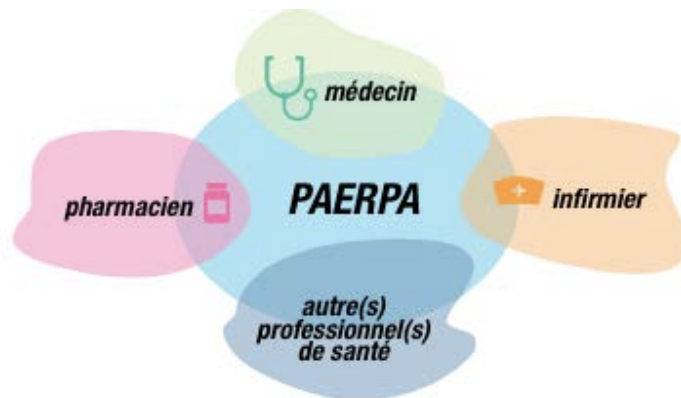 médecin
pharmacien
PAERPA
infirmier
autre(s)
professionnel(s)
de santé